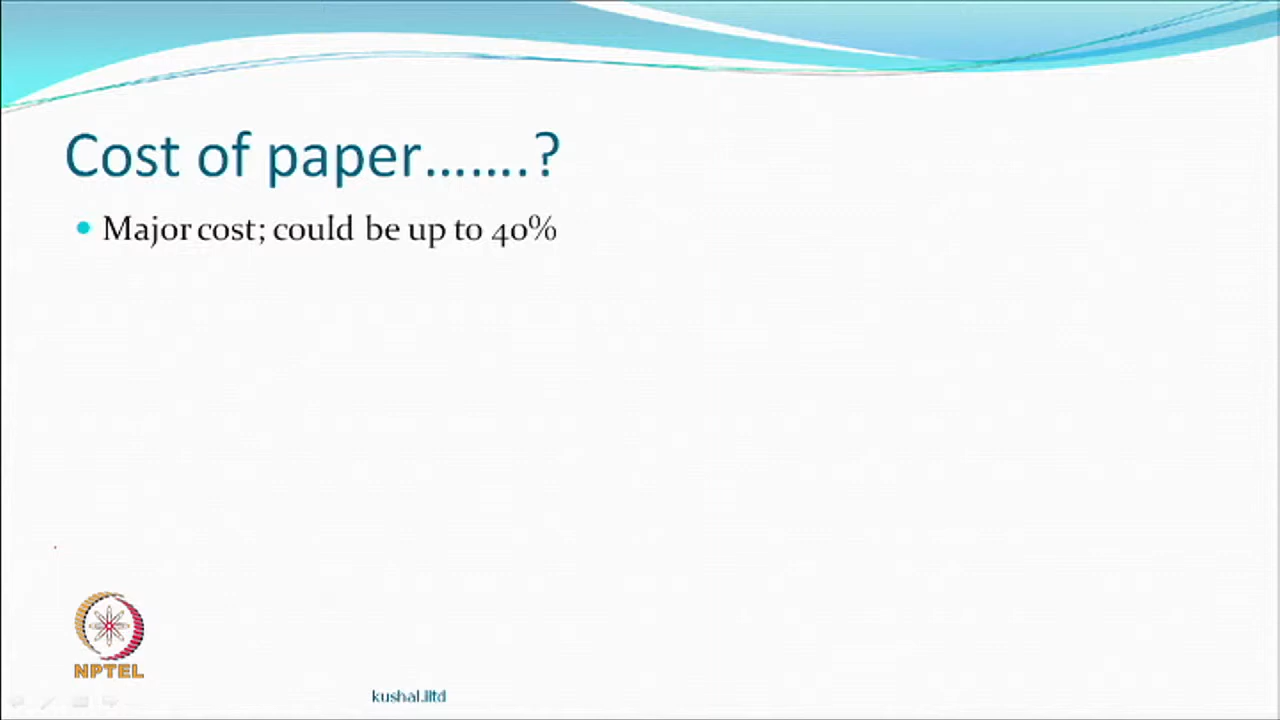 Cost of paper.......?
Major cost; could be up to 40%
NPTEL
kushal.iitd